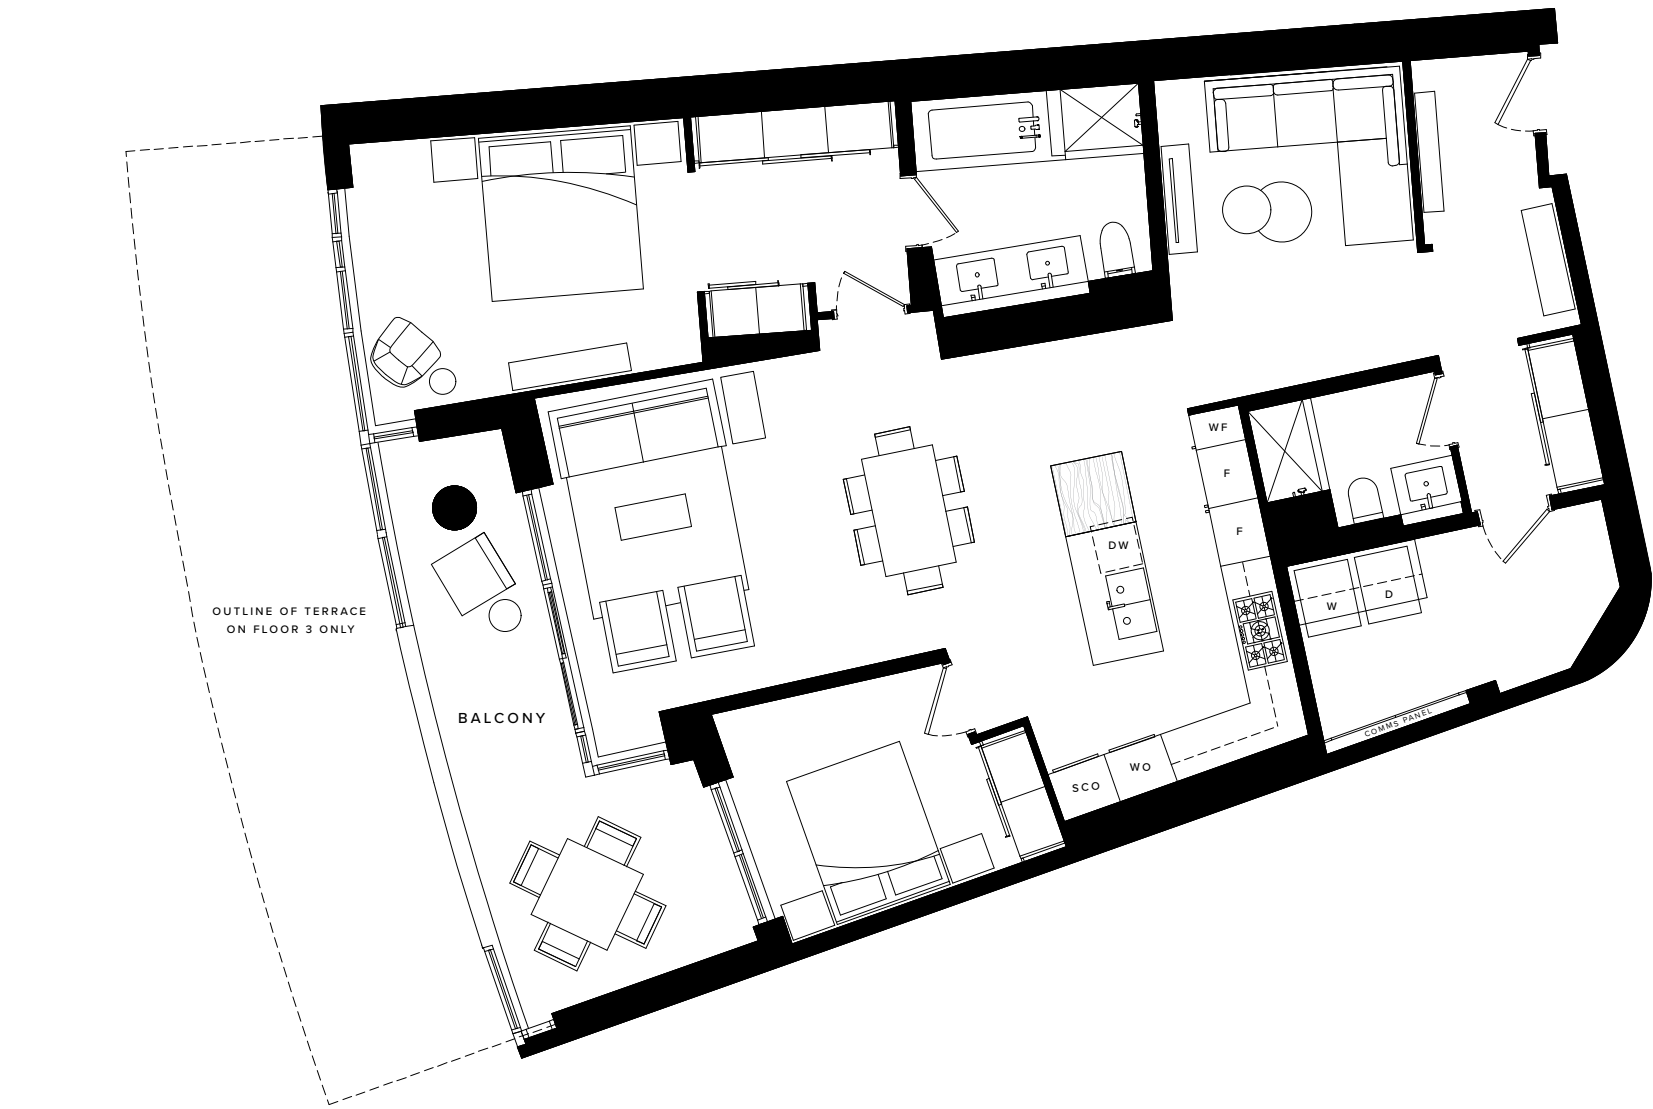 WF
F
F
DW
W
D
OUTLINE OF TERRACE
ON FLOOR 3 ONLY
BALCONY
COMMS PANEL
WO
SCO